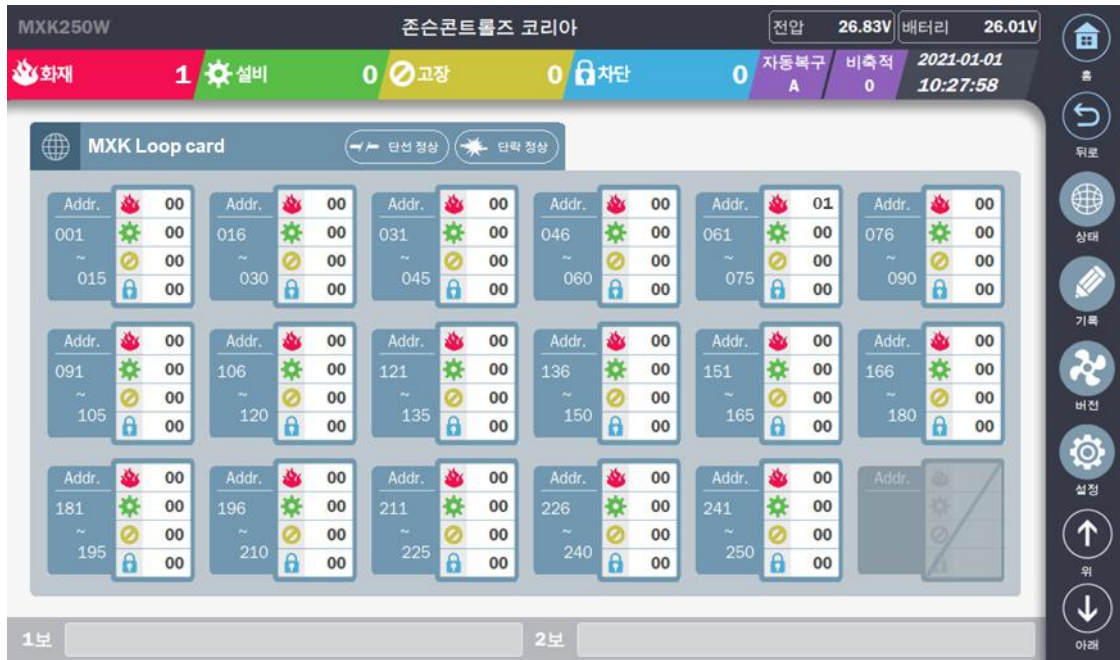 MXK250W 존슨콘트롤즈 코리아 전압 26.83V 배터리 26.01V
화재 1 설비 0 고장 0 차단 0 자동복구 A 비축적 0 2021-01-01 10:27:58
홈
뒤로
상태
기록
버전
설정
위
아래
MXK Loop card 단선 정상 단락 정상
Addr. 00 Addr. 00 Addr. 00 Addr. 00 Addr. 01 Addr. 00
001 00 016 00 031 00 046 00 061 00 076 00
~ 00 ~ 00 ~ 00 ~ 00 ~ 00 ~ 00
015 00 030 00 045 00 060 00 075 00 090 00
Addr. 00 Addr. 00 Addr. 00 Addr. 00 Addr. 00 Addr. 00
091 00 106 00 121 00 136 00 151 00 166 00
~ 00 ~ 00 ~ 00 ~ 00 ~ 00 ~ 00
105 00 120 00 135 00 150 00 165 00 180 00
Addr. 00 Addr. 00 Addr. 00 Addr. 00 Addr. 00 Addr.
181 00 196 00 211 00 226 00 241 00
~ 00 ~ 00 ~ 00 ~ 00 ~ 00
195 00 210 00 225 00 240 00 250 00
1보 2보